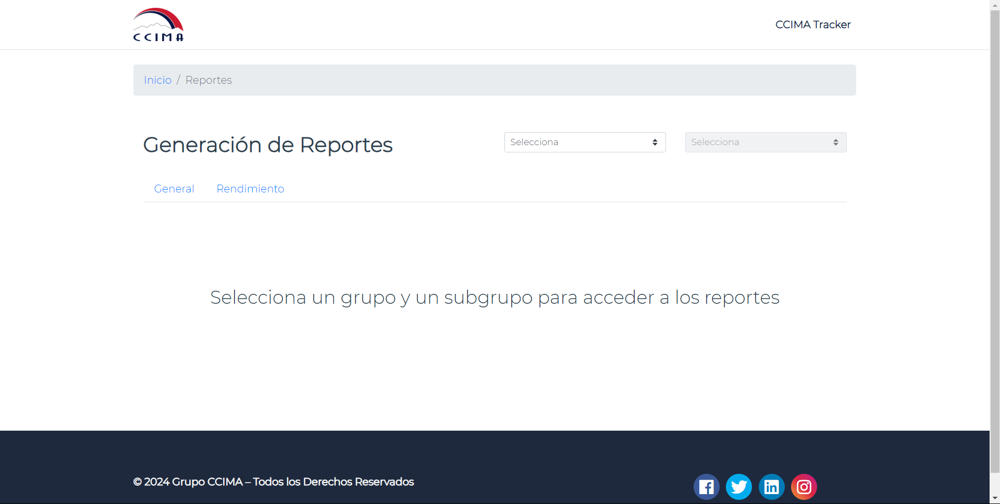 CCIMA
CCIMA Tracker
Inicio / Reportes
Generación de Reportes
Selecciona
Selecciona
General
Rendimiento
Selecciona un grupo y un subgrupo para acceder a los reportes
© 2024 Grupo CCIMA – Todos los Derechos Reservados